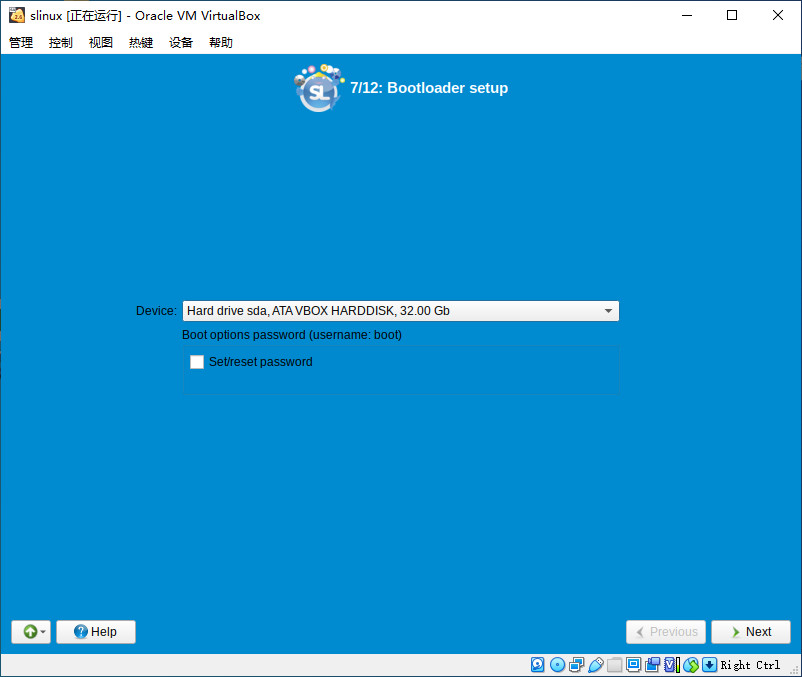 slinux [正在运行] - Oracle VM VirtualBox
管理 控制 视图 热键 设备 帮助
SL 7/12: Bootloader setup
Device: Hard drive sda, ATA VBOX HARDDISK, 32.00 Gb
Boot options password (username: boot)
Set/reset password
Help Previous Next
Right Ctrl